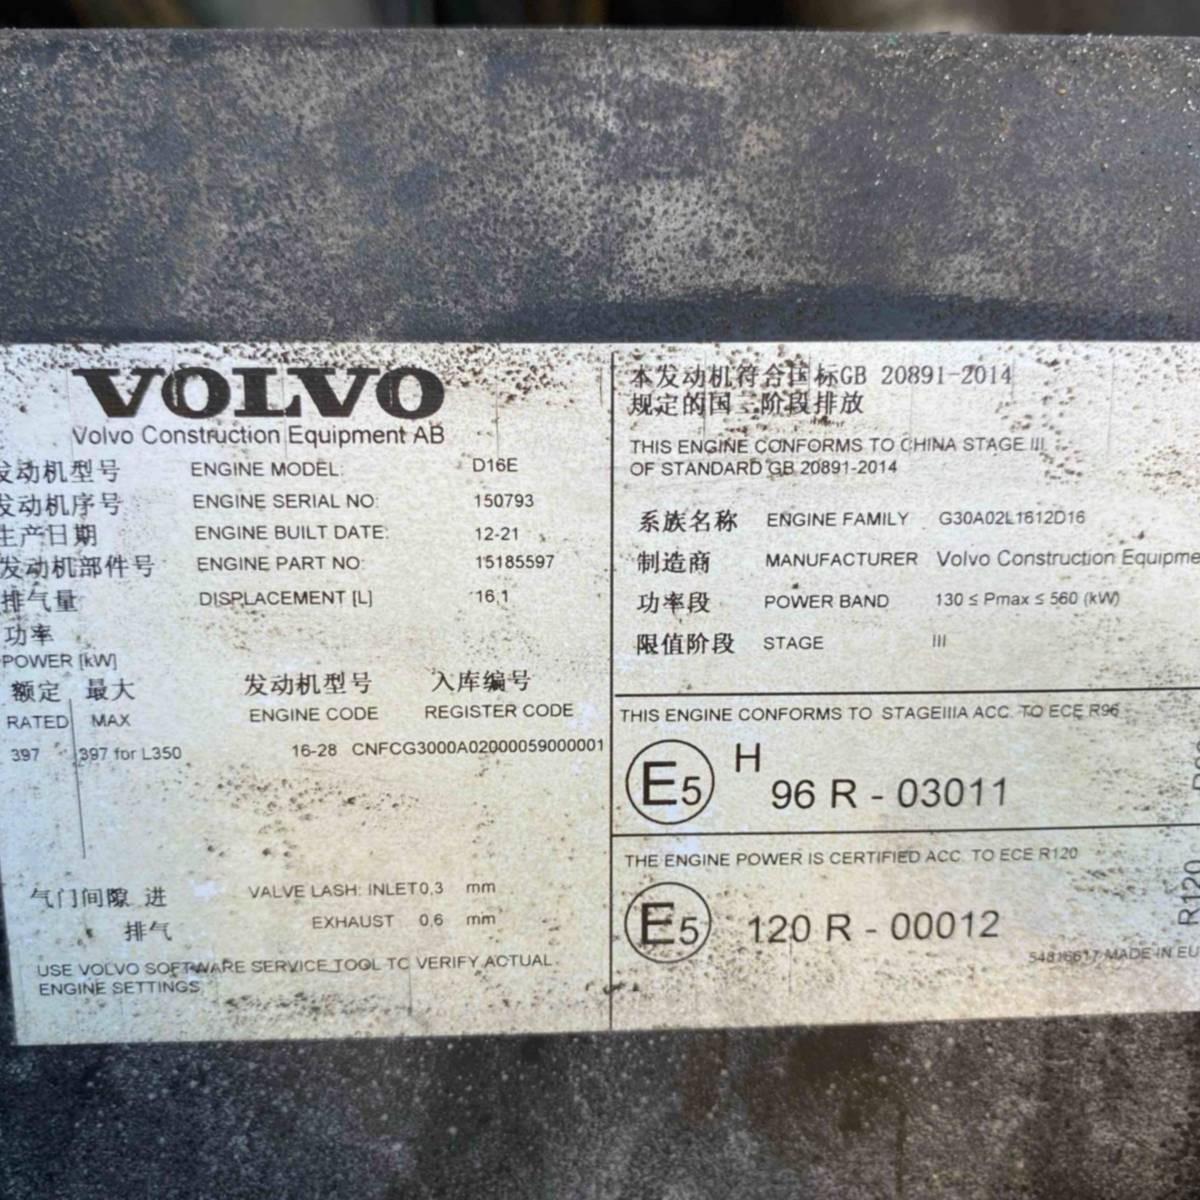 VOLVO
Volvo Construction Equipment AB
发动机型号 ENGINE MODEL: D16E
发动机序号 ENGINE SERIAL NO: 150793
生产日期 ENGINE BUILT DATE: 12-21
发动机部件号 ENGINE PART NO: 15185597
排气量 DISPLACEMENT [L] 16,1
功率
POWER [kW]
额定 最大 发动机型号 入库编号
RATED MAX ENGINE CODE REGISTER CODE
397 397 for L350 16-28 CNFCG3000A02000059000001
气门间隙 进 VALVE LASH: INLET 0,3 mm
排气 EXHAUST 0,6 mm
USE VOLVO SOFTWARE SERVICE TOOL TO VERIFY ACTUAL
ENGINE SETTINGS
本发动机符合国标GB 20891-2014
规定的国三阶段排放
THIS ENGINE CONFORMS TO CHINA STAGE III
OF STANDARD GB 20891-2014
系族名称 ENGINE FAMILY G30A02L1612D16
制造商 MANUFACTURER Volvo Construction Equipme
功率段 POWER BAND 130 ≤ Pmax ≤ 560 (kW)
限值阶段 STAGE III
THIS ENGINE CONFORMS TO STAGEIIIA ACC. TO ECE R96
E5 H 96 R - 03011
THE ENGINE POWER IS CERTIFIED ACC. TO ECE R120
E5 120 R - 00012
R120
54816617 MADE IN EU